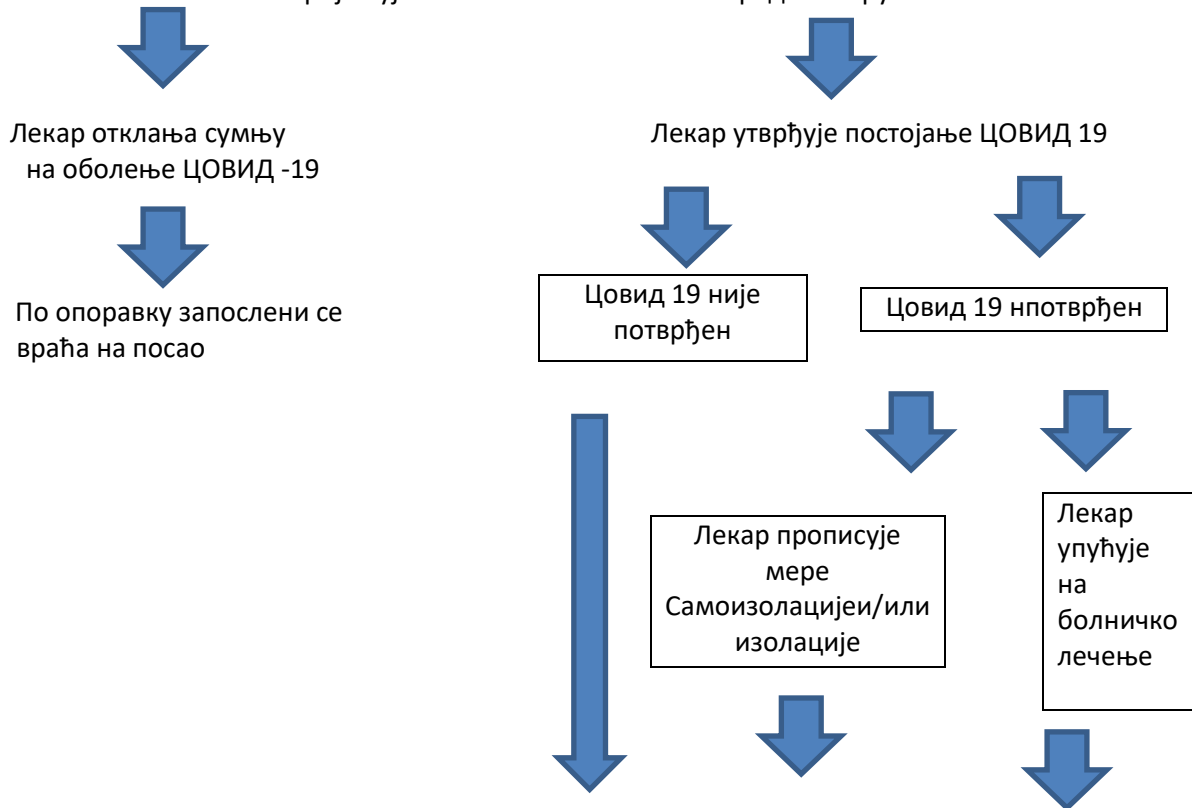 Лекар отклања сумњу
на оболење ЦОВИД -19
Лекар утврђује постојање ЦОВИД 19
По опоравку запослени се
враћа на посао
Цовид 19 није
потврђен
Цовид 19 нпотврђен
Лекар прописује
мере
Самоизолацијеи/или
изолације
Лекар
упућује
на
болничко
лечење